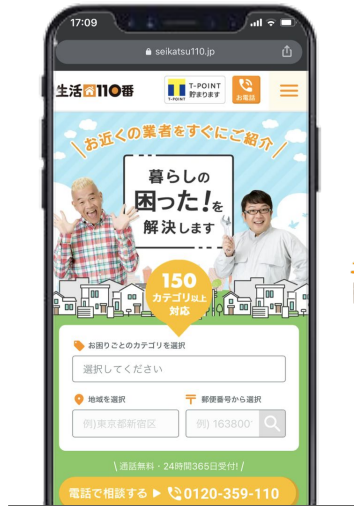 17:09
seikatsu110.jp
生活110番
T-POINT
T-POINT
貯まります
お電話
お近くの業者をすぐにご紹介
暮らしの
困った!を
解決します
150
カテゴリ以上
対応
お困りごとのカテゴリを選択
選択してください
地域を選択
郵便番号から選択
例)東京都新宿区
例) 163800
\通話無料・24時間365日受付!/
電話で相談する ▶ 0120-359-110